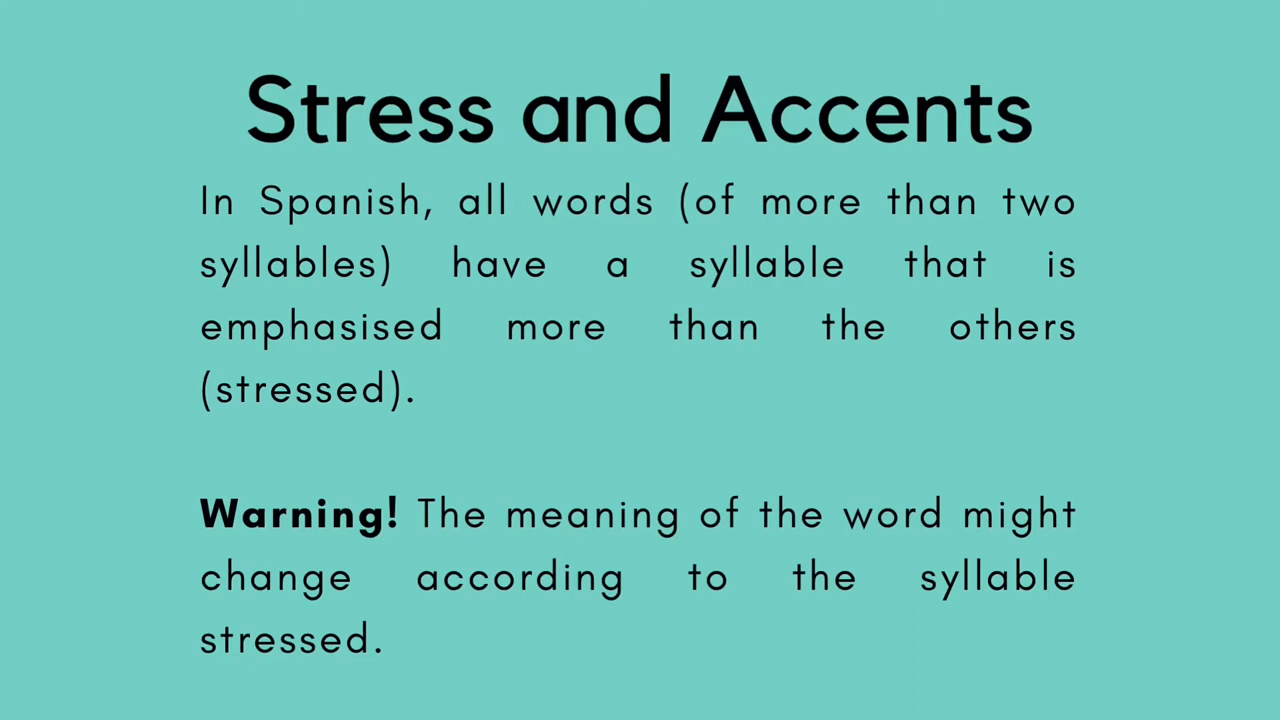 Stress and Accents
In Spanish, all words (of more than two
syllables) have a syllable that is
emphasised more than the others
(stressed).
Warning! The meaning of the word might
change according to the syllable
stressed.